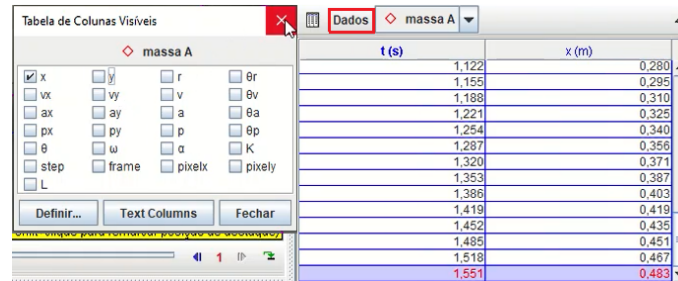 Tabela de Colunas Visíveis
massa A
x y r θr
vx vy v θv
ax ay a θa
px py p θp
θ ω α K
step frame pixelx pixely
L
Definir... Text Columns Fechar
1
Dados massa A
t (s) x (m)
1,122 0,280
1,155 0,295
1,188 0,310
1,221 0,325
1,254 0,340
1,287 0,356
1,320 0,371
1,353 0,387
1,386 0,403
1,419 0,419
1,452 0,435
1,485 0,451
1,518 0,467
1,551 0,483